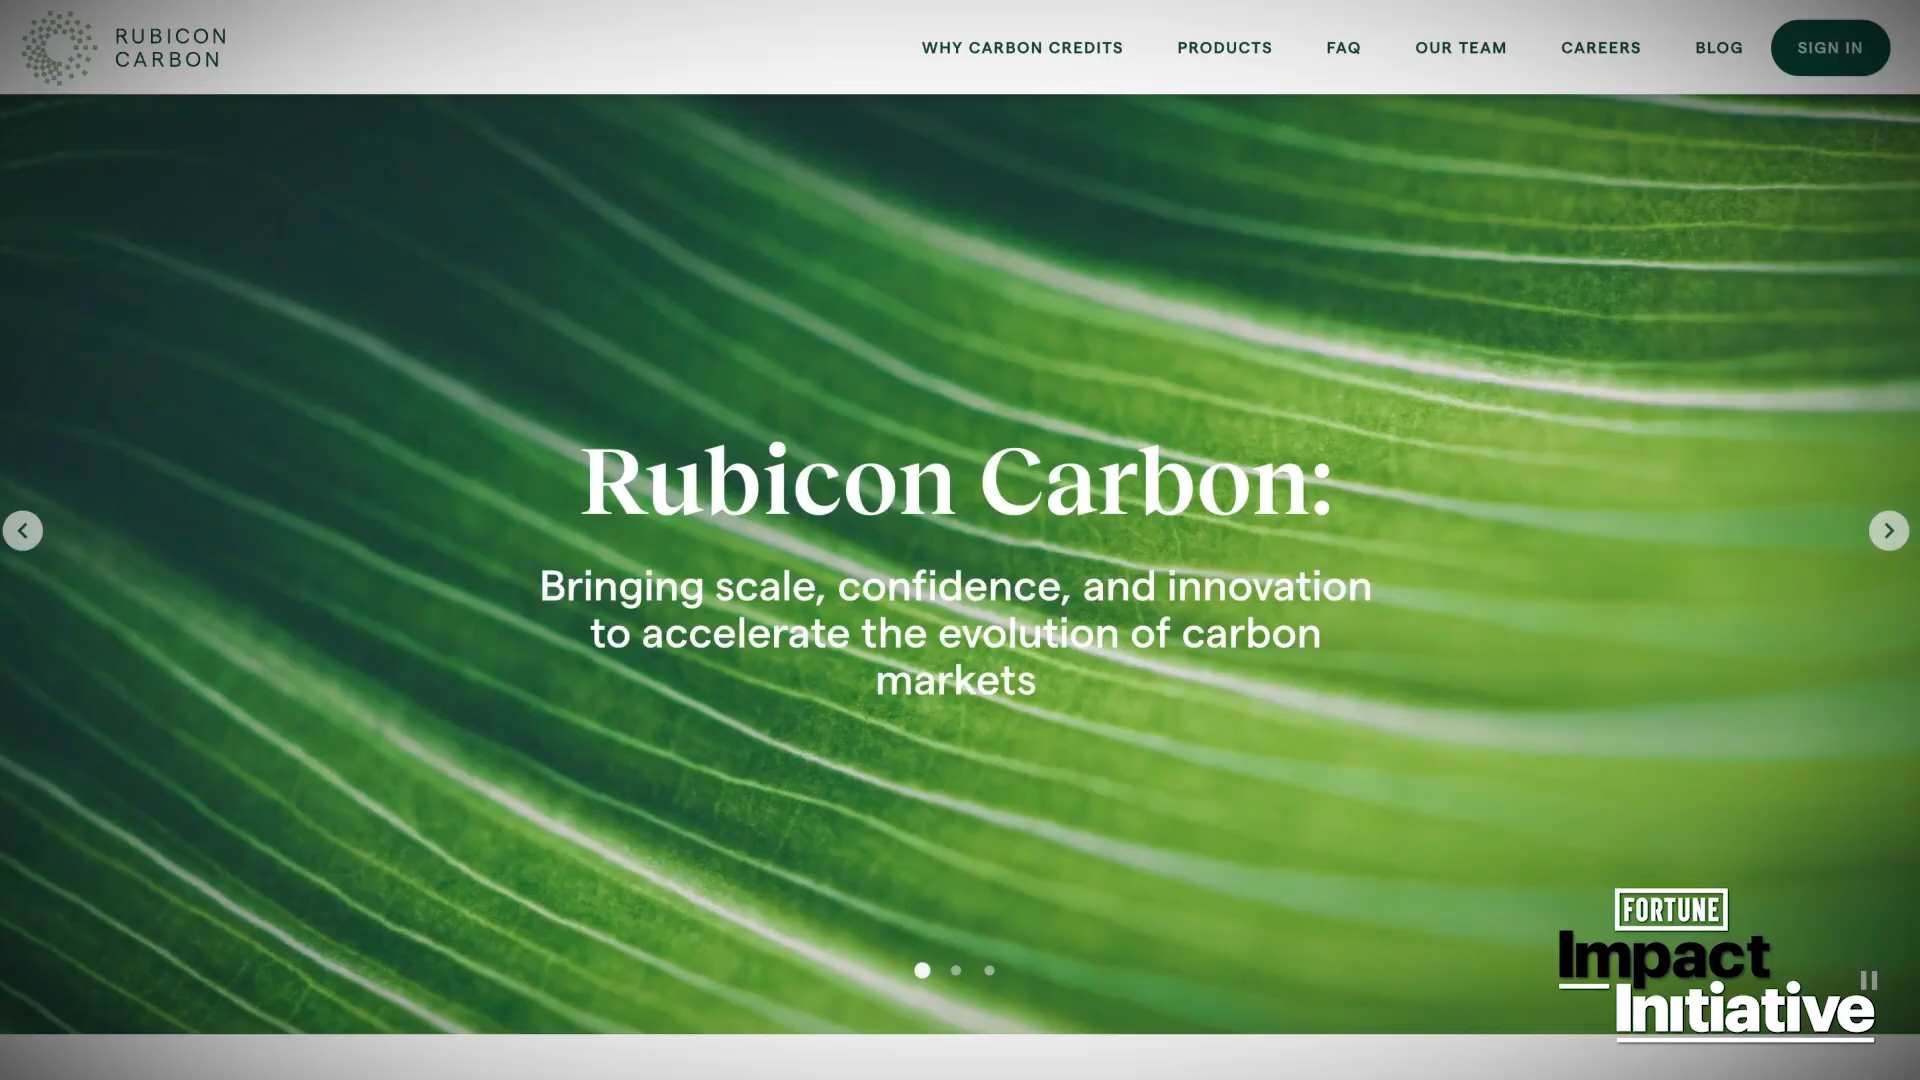 RUBICON
CARBON
WHY CARBON CREDITS
PRODUCTS
FAQ
OUR TEAM
CAREERS
BLOG
SIGN IN
Rubicon Carbon:
Bringing scale, confidence, and innovation
to accelerate the evolution of carbon
markets
FORTUNE
Impact
Initiative